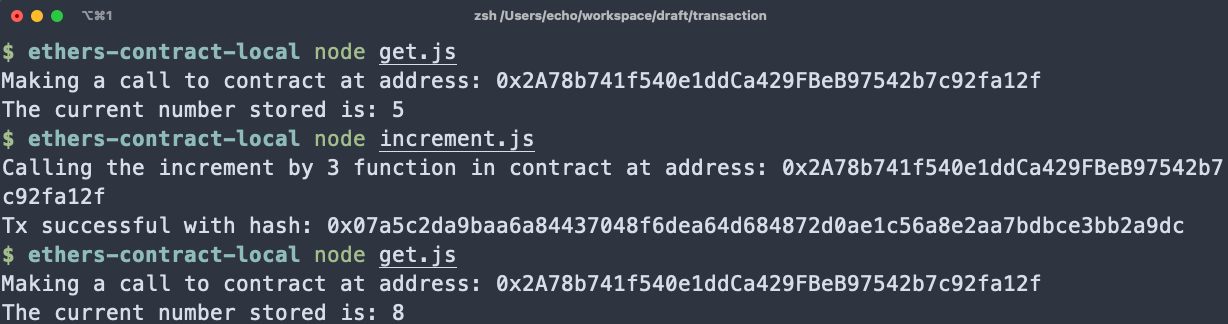 ⌥⌘1
zsh /Users/echo/workspace/draft/transaction
$ ethers-contract-local node get.js
Making a call to contract at address: 0x2A78b741f540e1ddCa429FBeB97542b7c92fa12f
The current number stored is: 5
$ ethers-contract-local node increment.js
Calling the increment by 3 function in contract at address: 0x2A78b741f540e1ddCa429FBeB97542b7
c92fa12f
Tx successful with hash: 0x07a5c2da9baa6a84437048f6dea64d684872d0ae1c56a8e2aa7bdbce3bb2a9dc
$ ethers-contract-local node get.js
Making a call to contract at address: 0x2A78b741f540e1ddCa429FBeB97542b7c92fa12f
The current number stored is: 8